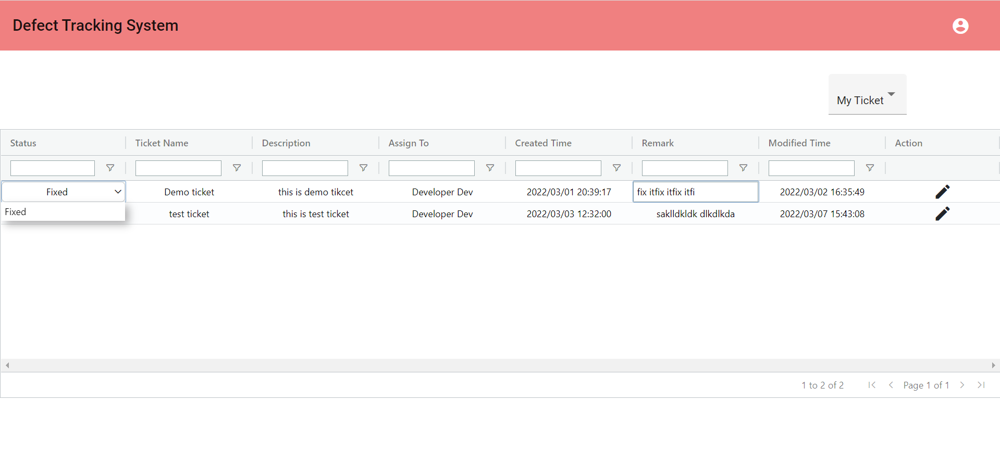 Defect Tracking System
My Ticket
Status Ticket Name Description Assign To Created Time Remark Modified Time Action
Fixed Demo ticket this is demo tikcet Developer Dev 2022/03/01 20:39:17 fix itfix itfix itfi 2022/03/02 16:35:49
Fixed
test ticket this is test ticket Developer Dev 2022/03/03 12:32:00 saklldkldk dlkdlkda 2022/03/07 15:43:08
1 to 2 of 2 Page 1 of 1